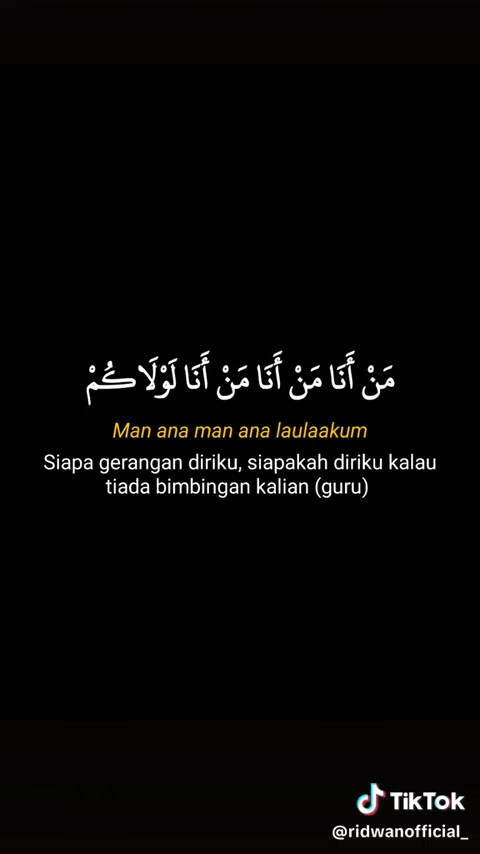 مَنْ أَنَا مَنْ أَنَا مَنْ أَنَا لَوْلَاكُمْ
Man ana man ana laulaakum
Siapa gerangan diriku, siapakah diriku kalau
tiada bimbingan kalian (guru)
TikTok
@ridwanofficial_